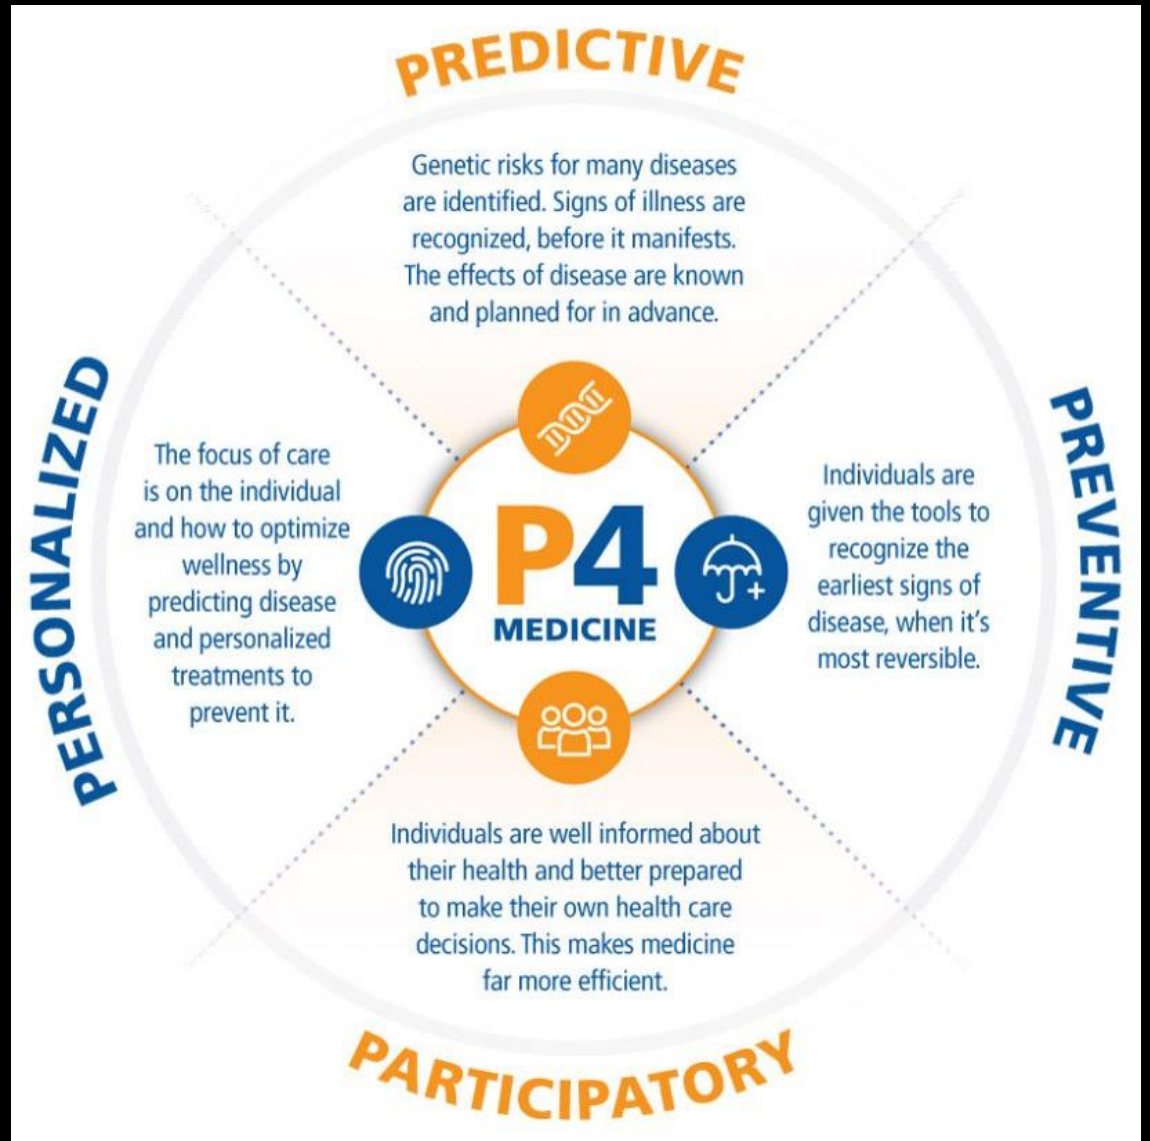 PREDICTIVE
Genetic risks for many diseases
are identified. Signs of illness are
recognized, before it manifests.
The effects of disease are known
and planned for in advance.
PERSONALIZED
The focus of care
is on the individual
and how to optimize
wellness by
predicting disease
and personalized
treatments to
prevent it.
P4
MEDICINE
Individuals are
given the tools to
recognize the
earliest signs of
disease, when it's
most reversible.
PREVENTIVE
Individuals are well informed about
their health and better prepared
to make their own health care
decisions. This makes medicine
far more efficient.
PARTICIPATORY